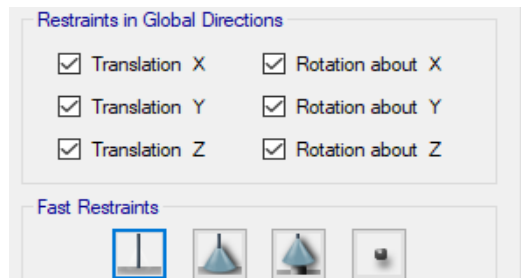 Restraints in Global Directions
Translation X Rotation about X
Translation Y Rotation about Y
Translation Z Rotation about Z
Fast Restraints